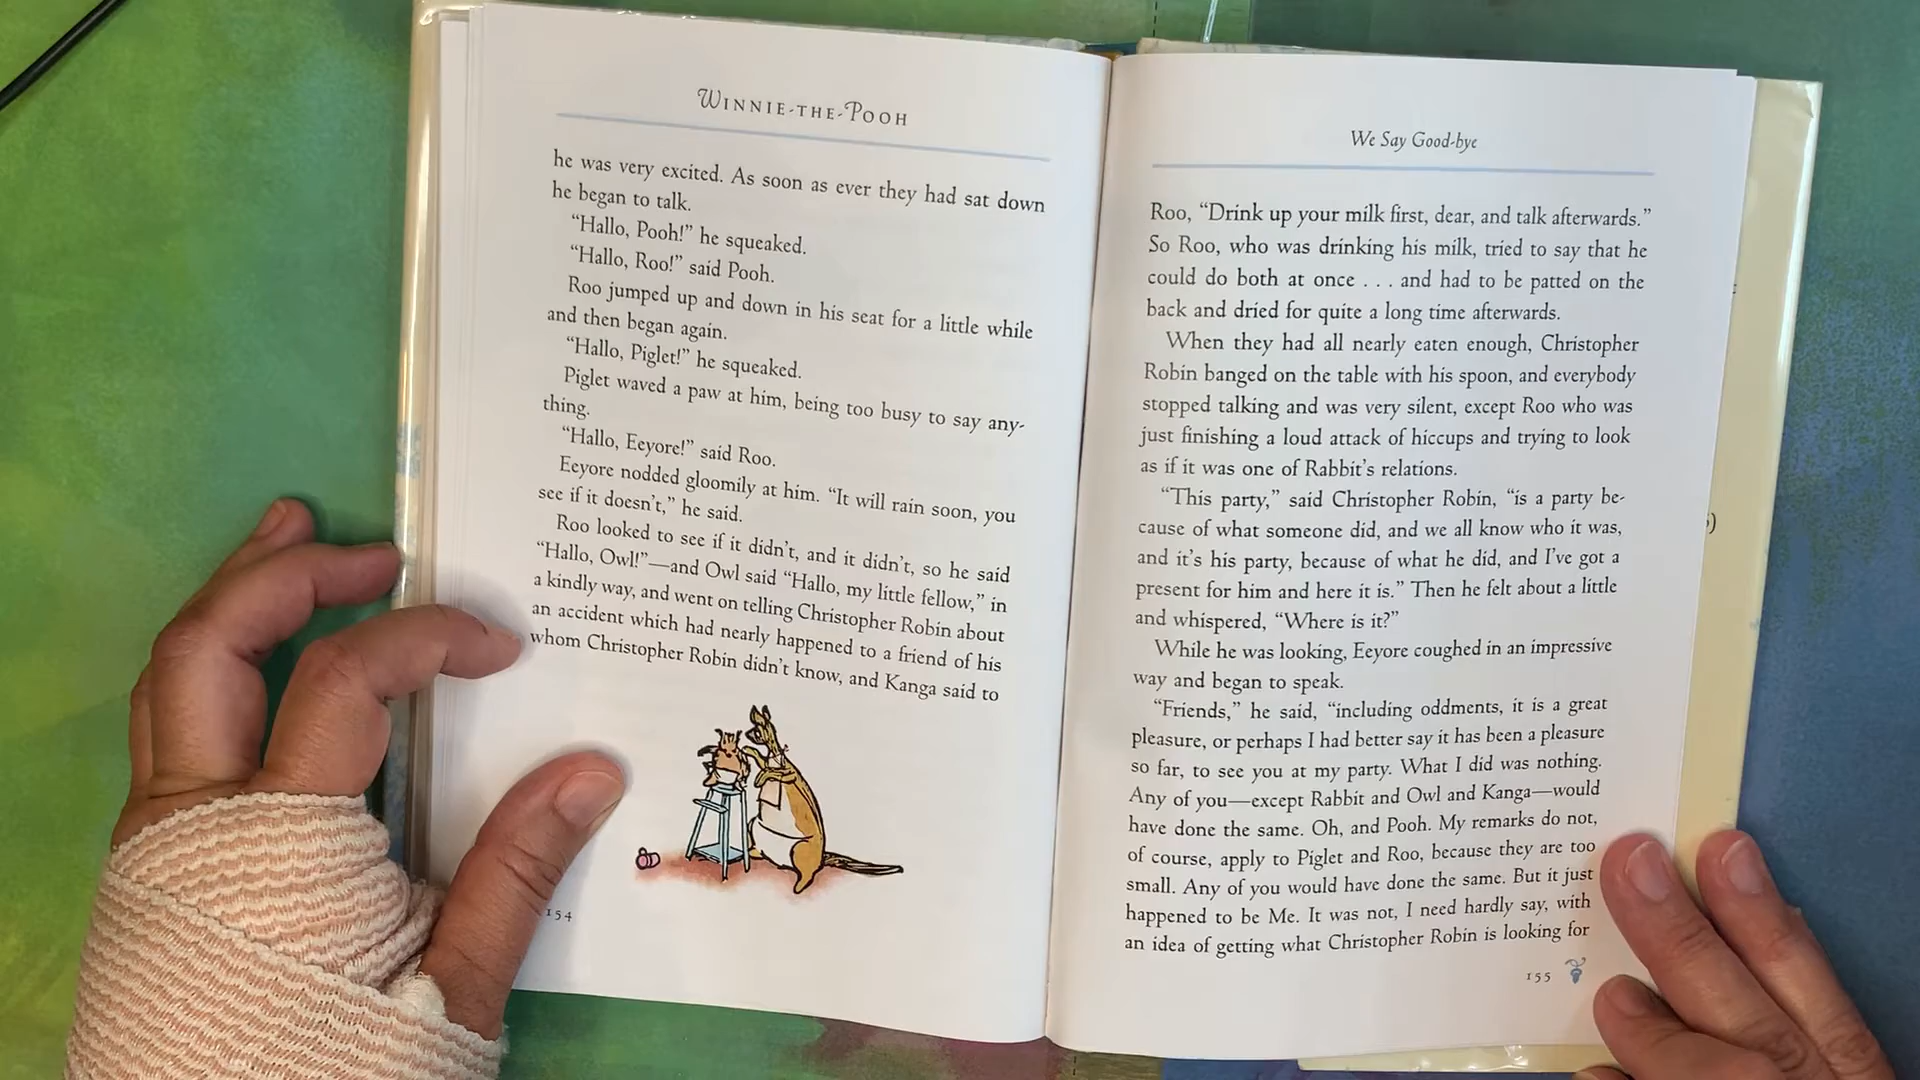 WINNIE-THE-POOH
he was very excited. As soon as ever they had sat down
he began to talk.
“Hallo, Pooh!” he squeaked.
“Hallo, Roo!” said Pooh.
Roo jumped up and down in his seat for a little while
and then began again.
“Hallo, Piglet!” he squeaked.
Piglet waved a paw at him, being too busy to say any-
thing.
“Hallo, Eeyore!” said Roo.
Eeyore nodded gloomily at him. “It will rain soon, you
see if it doesn’t,” he said.
Roo looked to see if it didn’t, and it didn’t, so he said
“Hallo, Owl!”—and Owl said “Hallo, my little fellow,” in
a kindly way, and went on telling Christopher Robin about
an accident which had nearly happened to a friend of his
whom Christopher Robin didn’t know, and Kanga said to
154
We Say Good-bye
Roo, “Drink up your milk first, dear, and talk afterwards.”
So Roo, who was drinking his milk, tried to say that he
could do both at once . . . and had to be patted on the
back and dried for quite a long time afterwards.
When they had all nearly eaten enough, Christopher
Robin banged on the table with his spoon, and everybody
stopped talking and was very silent, except Roo who was
just finishing a loud attack of hiccups and trying to look
as if it was one of Rabbit’s relations.
“This party,” said Christopher Robin, “is a party be-
cause of what someone did, and we all know who it was,
and it’s his party, because of what he did, and I’ve got a
present for him and here it is.” Then he felt about a little
and whispered, “Where is it?”
While he was looking, Eeyore coughed in an impressive
way and began to speak.
“Friends,” he said, “including oddments, it is a great
pleasure, or perhaps I had better say it has been a pleasure
so far, to see you at my party. What I did was nothing.
Any of you—except Rabbit and Owl and Kanga—would
have done the same. Oh, and Pooh. My remarks do not,
of course, apply to Piglet and Roo, because they are too
small. Any of you would have done the same. But it just
happened to be Me. It was not, I need hardly say, with
an idea of getting what Christopher Robin is looking for
155